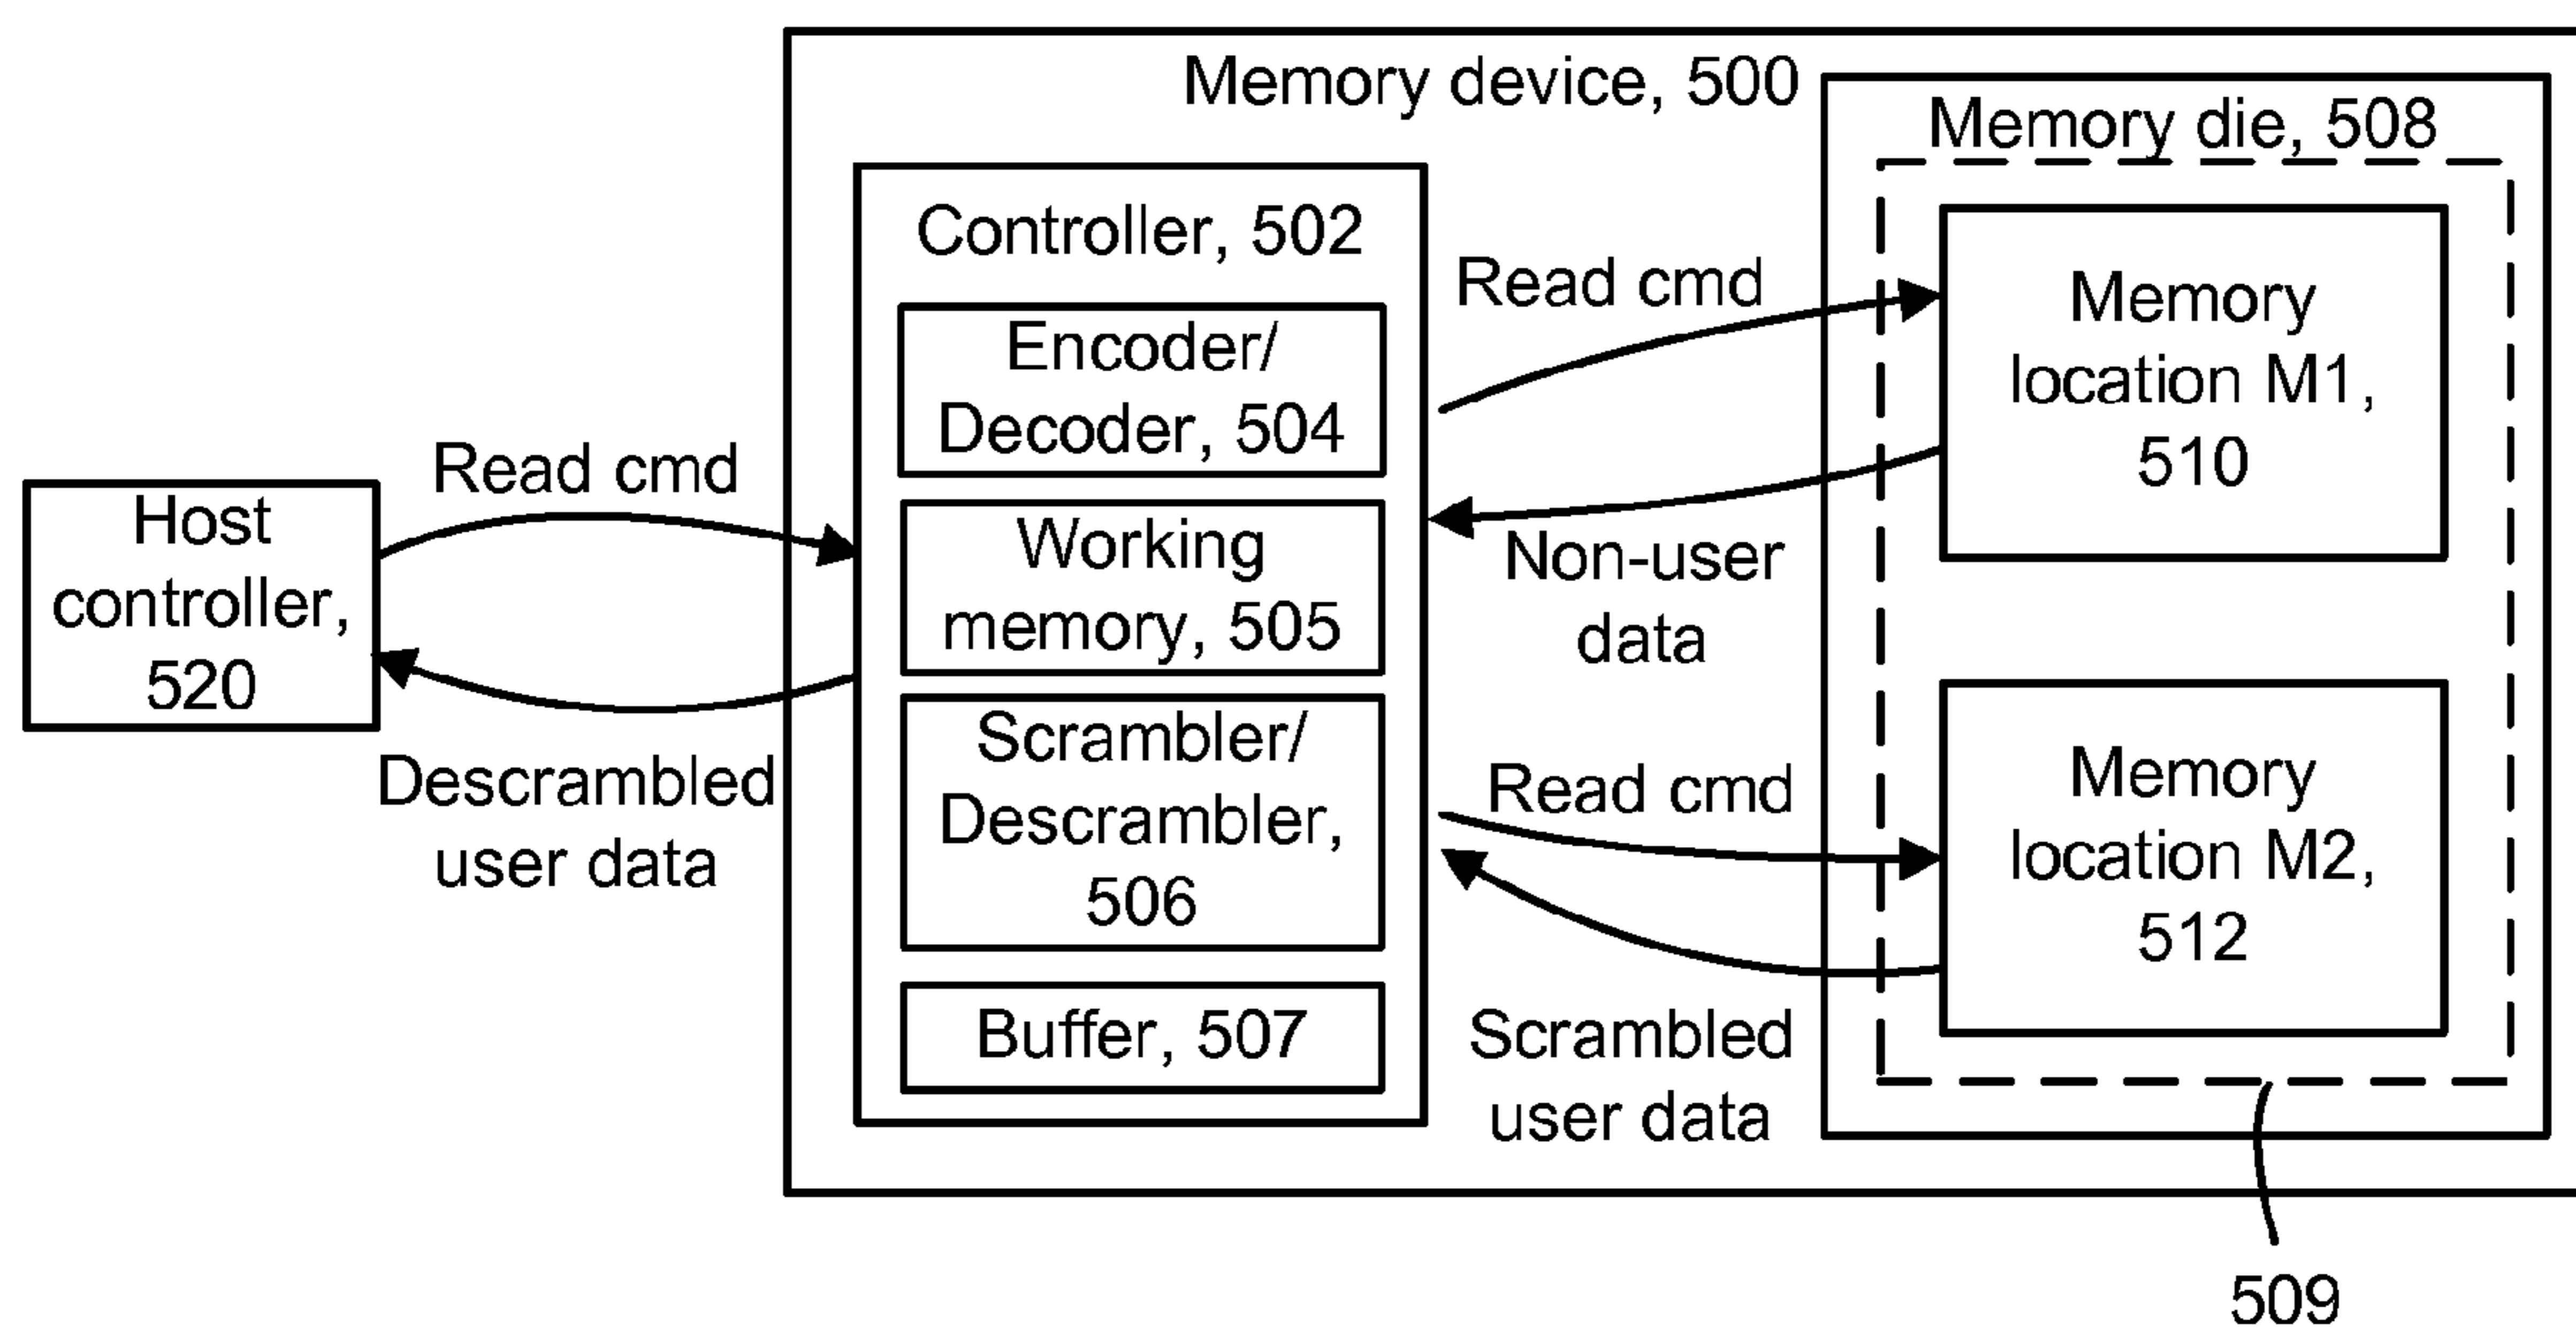 Memory device, 500
Memory die, 508
Controller, 502
Encoder/
Decoder, 504
Working
memory, 505
Scrambler/
Descrambler,
506
Buffer, 507
Host
controller,
520
Read cmd
Descrambled
user data
Read cmd
Non-user
data
Read cmd
Scrambled
user data
Memory
location M1,
510
Memory
location M2,
512
509